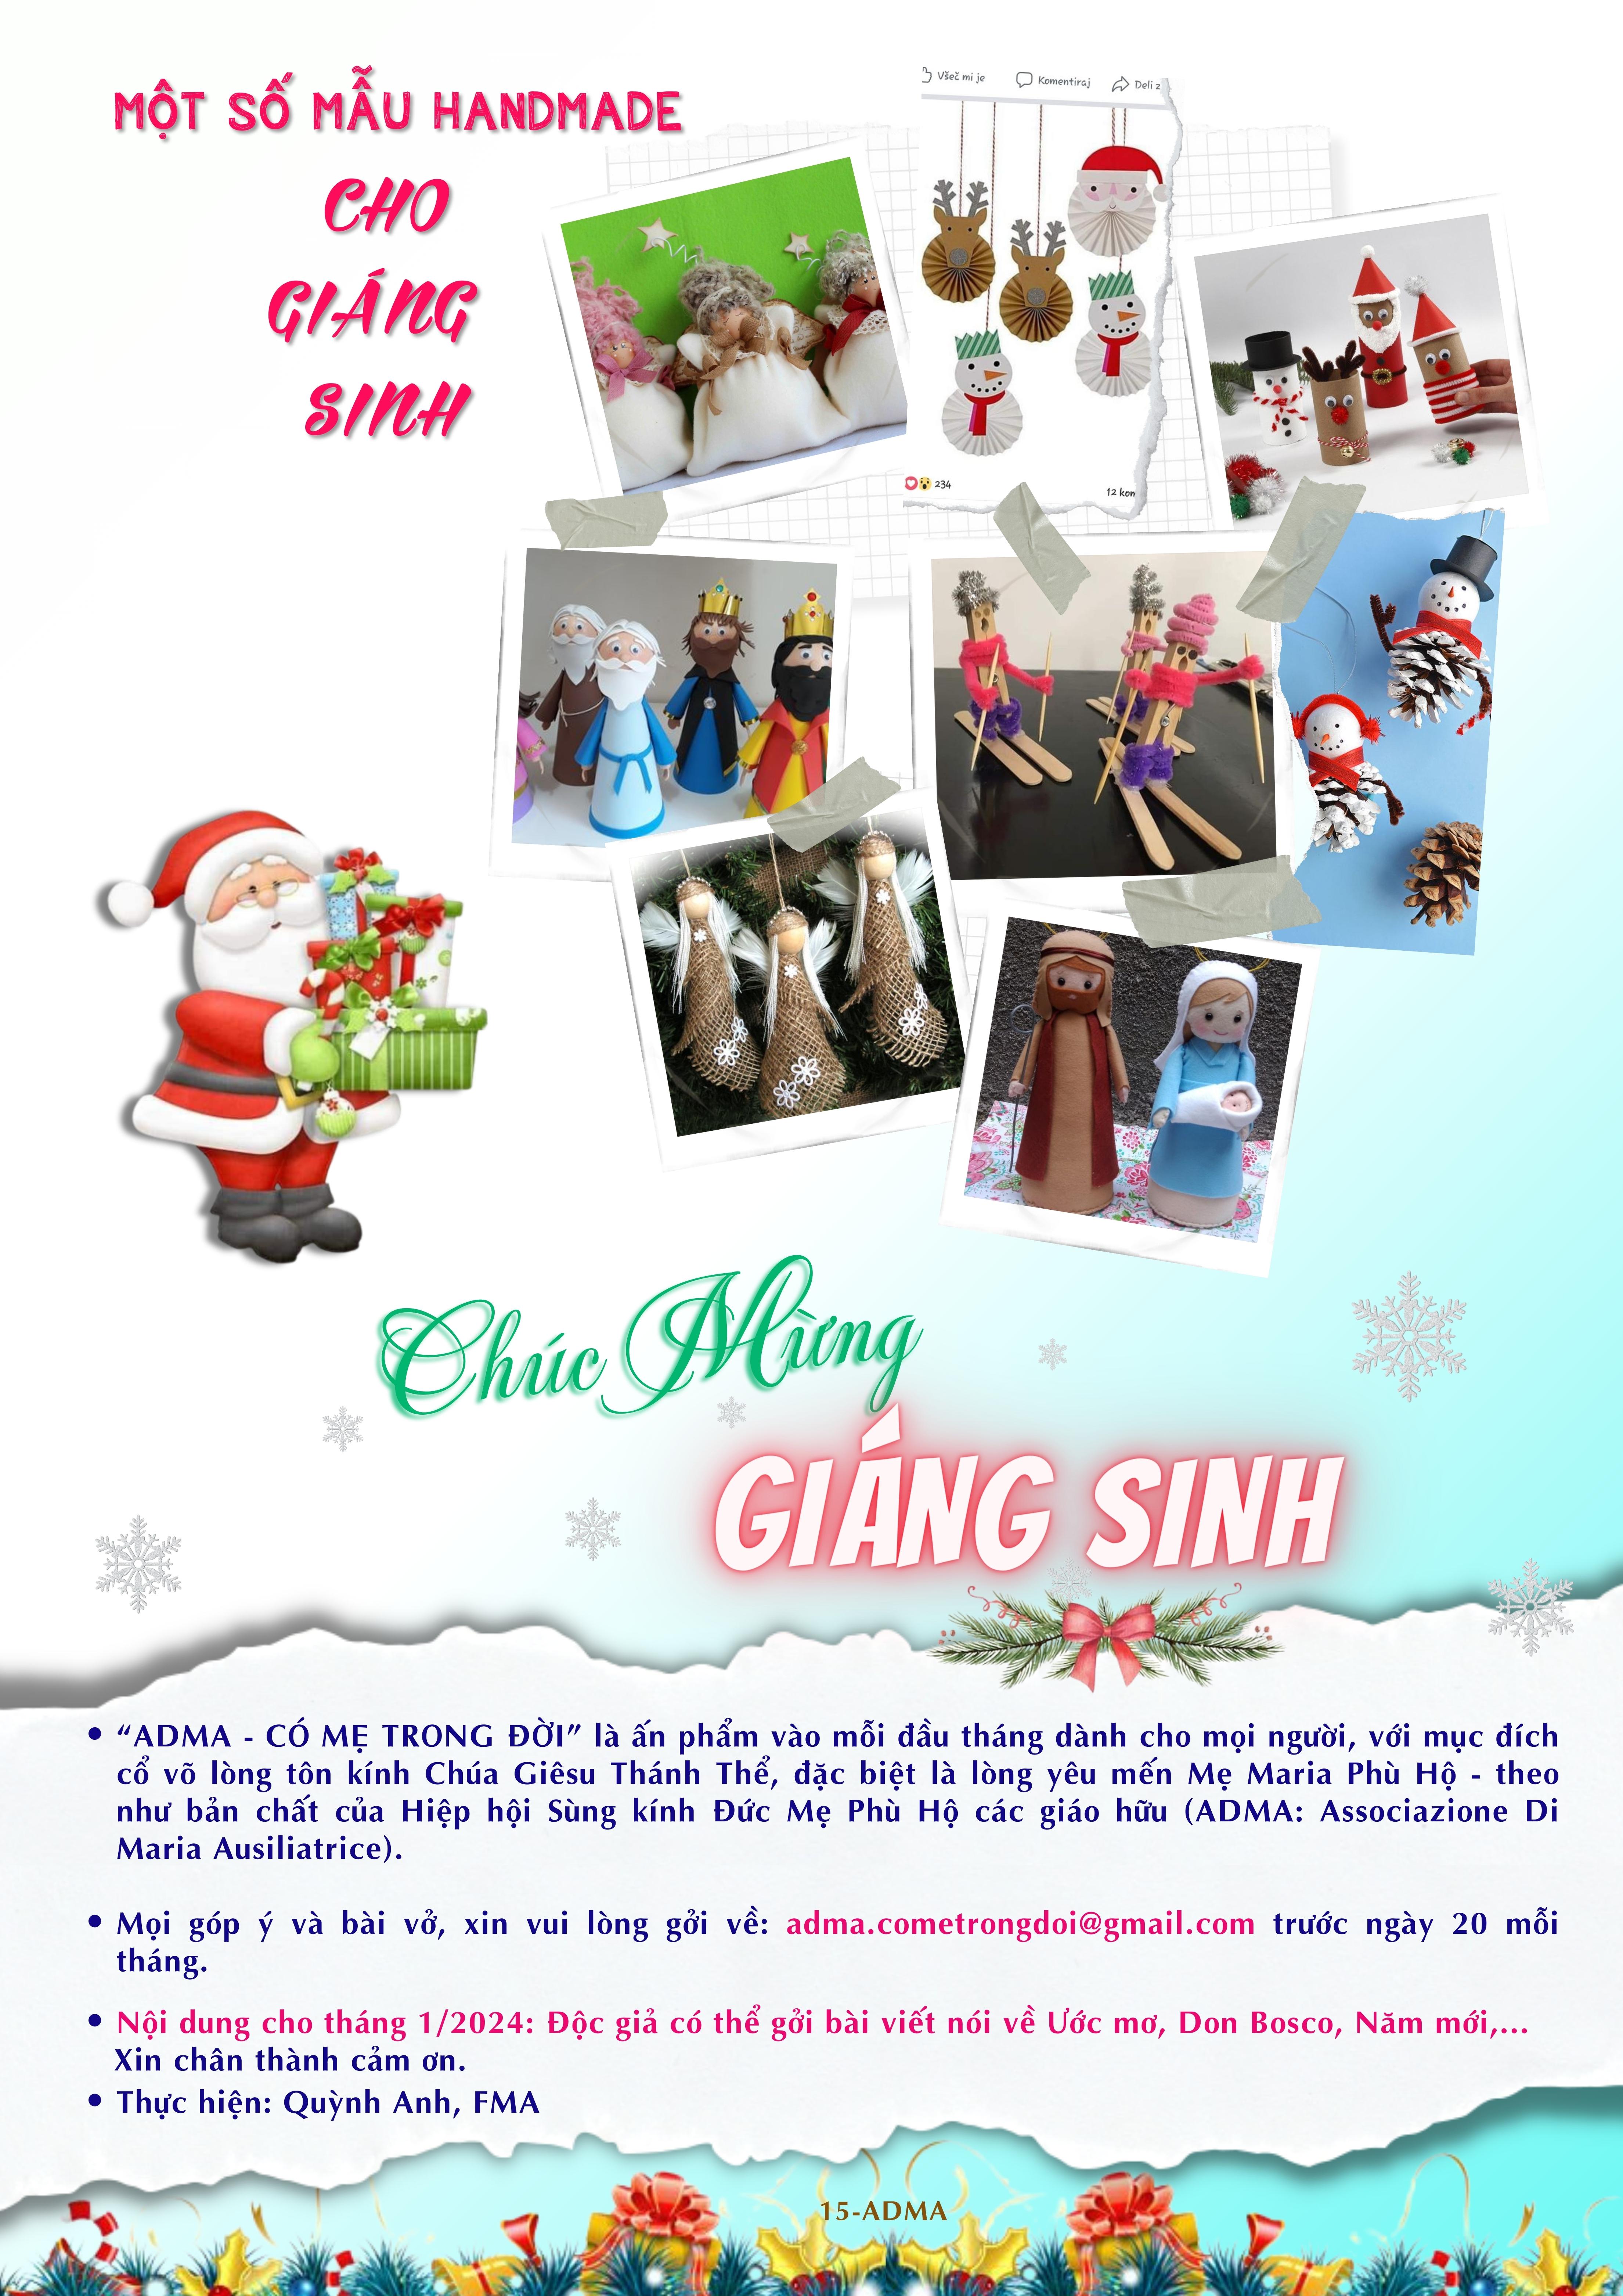 MỘT SỐ MẪU HANDMADE
CHO
GIÁNG
SINH
Všeč mi je
Komentiraj
Deli z
234
12 kom
Chúc Mừng
GIÁNG SINH
• “ADMA - CÓ MẸ TRONG ĐỜI” là ấn phẩm vào mỗi đầu tháng dành cho mọi người, với mục đích
cổ võ lòng tôn kính Chúa Giêsu Thánh Thể, đặc biệt là lòng yêu mến Mẹ Maria Phù Hộ - theo
như bản chất của Hiệp hội Sùng kính Đức Mẹ Phù Hộ các giáo hữu (ADMA: Associazione Di
Maria Ausiliatrice).
• Mọi góp ý và bài vở, xin vui lòng gởi về: adma.cometrongdoi@gmail.com trước ngày 20 mỗi
tháng.
• Nội dung cho tháng 1/2024: Độc giả có thể gởi bài viết nói về Ước mơ, Don Bosco, Năm mới,...
Xin chân thành cảm ơn.
• Thực hiện: Quỳnh Anh, FMA
15-ADMA